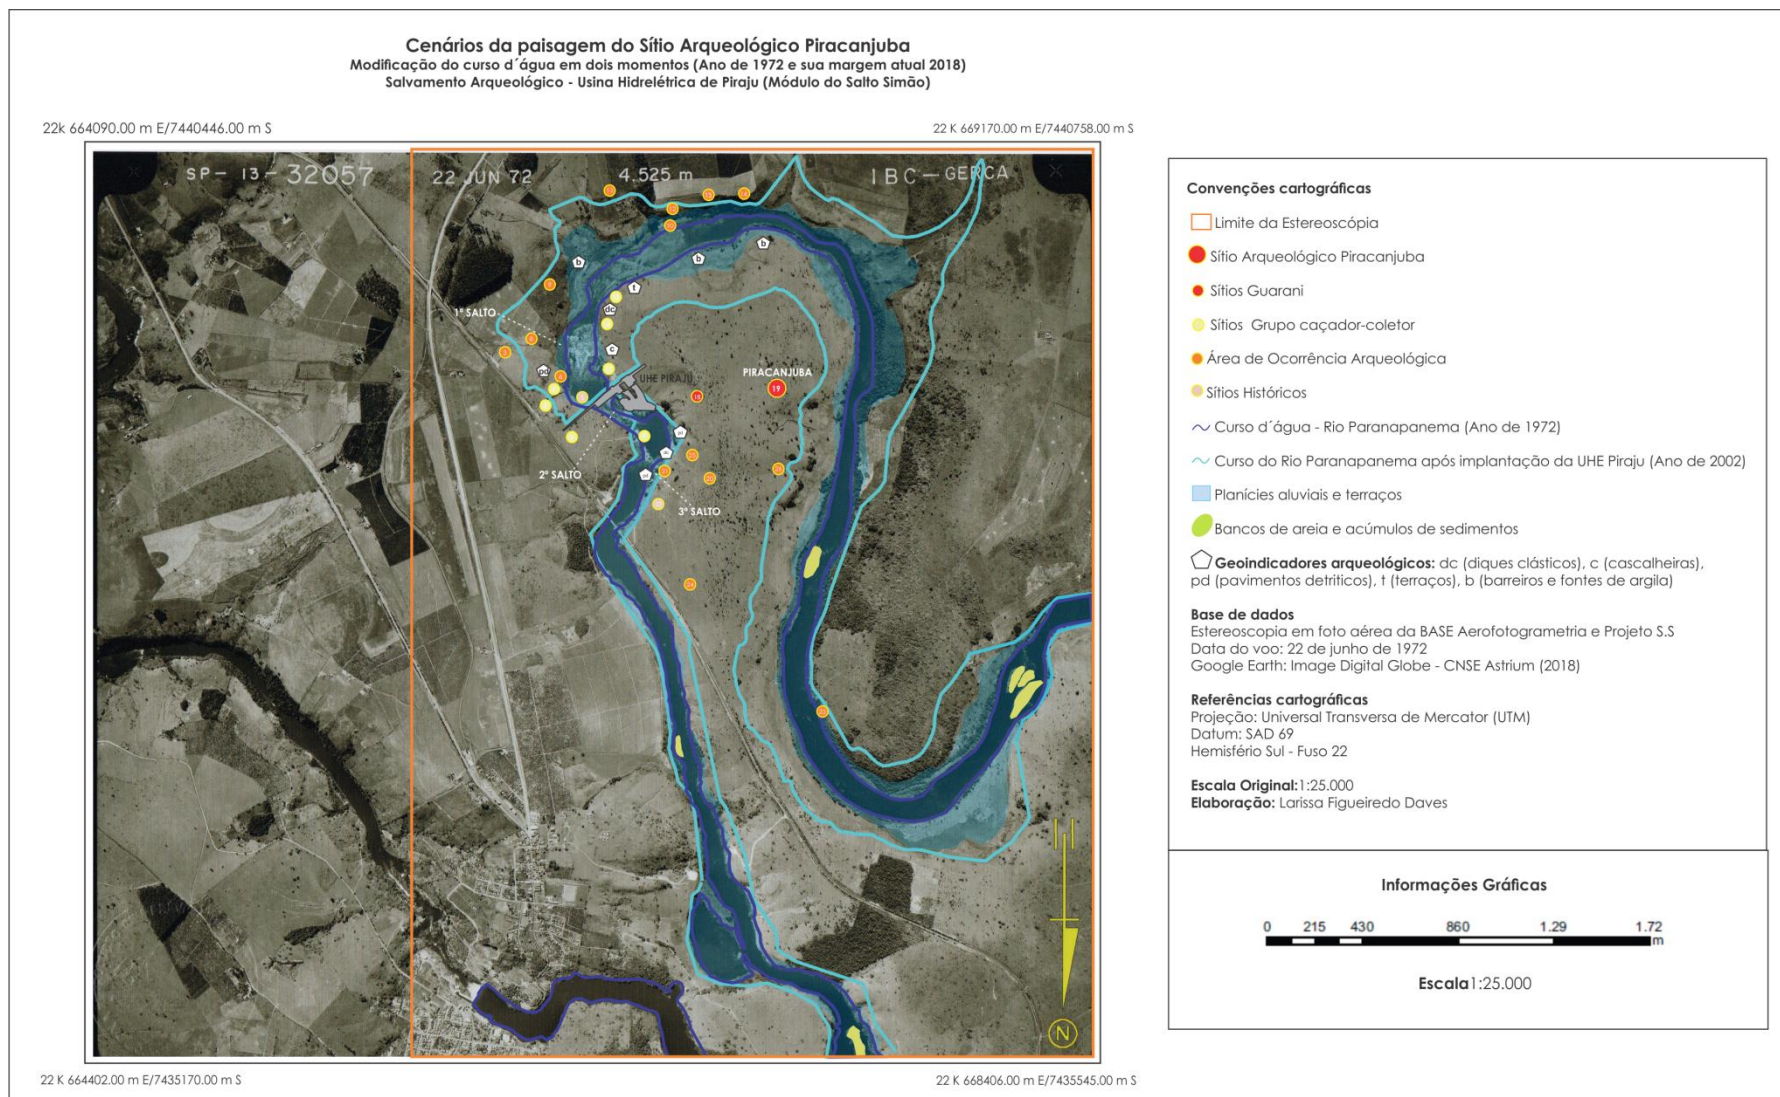 Cenários da paisagem do Sítio Arqueológico Piracanjuba
Modificação do curso d´água em dois momentos (Ano de 1972 e sua margem atual 2018)
Salvamento Arqueológico - Usina Hidrelétrica de Piraju (Módulo do Salto Simão)
22k 664090.00 m E/7440446.00 m S
22 K 669170.00 m E/7440758.00 m S
SP- 13-32057 22 JUN 72 4.525 m IBC-GERCA
b
b
b
t
1º SALTO
dc
c
pd
UHE PIRAJU
PIRACANJUBA
19
18
2º SALTO
3º SALTO
N
22 K 664402.00 m E/7435170.00 m S
22 K 668406.00 m E/7435545.00 m S
Convenções cartográficas
Limite da Estereoscópia
Sítio Arqueológico Piracanjuba
Sítios Guarani
Sítios Grupo caçador-coletor
Área de Ocorrência Arqueológica
Sítios Históricos
Curso d´água - Rio Paranapanema (Ano de 1972)
Curso do Rio Paranapanema após implantação da UHE Piraju (Ano de 2002)
Planícies aluviais e terraços
Bancos de areia e acúmulos de sedimentos
Geoindicadores arqueológicos: dc (diques clásticos), c (cascalheiras),
pd (pavimentos detriticos), t (terraços), b (barreiros e fontes de argila)
Base de dados
Estereoscopia em foto aérea da BASE Aerofotogrametria e Projeto S.S
Data do voo: 22 de junho de 1972
Google Earth: Image Digital Globe - CNSE Astrium (2018)
Referências cartográficas
Projeção: Universal Transversa de Mercator (UTM)
Datum: SAD 69
Hemisfério Sul - Fuso 22
Escala Original:1:25.000
Elaboração: Larissa Figueiredo Daves
Informações Gráficas
0 215 430 860 1.29 1.72
m
Escala1:25.000